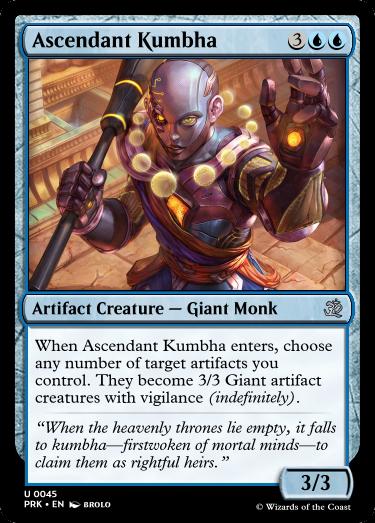 Ascendant Kumbha 3
Artifact Creature — Giant Monk
When Ascendant Kumbha enters, choose
any number of target artifacts you
control. They become 3/3 Giant artifact
creatures with vigilance (indefinitely).
“When the heavenly thrones lie empty, it falls
to kumbha—firstwoken of mortal minds—to
claim them as rightful heirs.”
3/3
U 0045
PRK • EN BROLO
© Wizards of the Coast